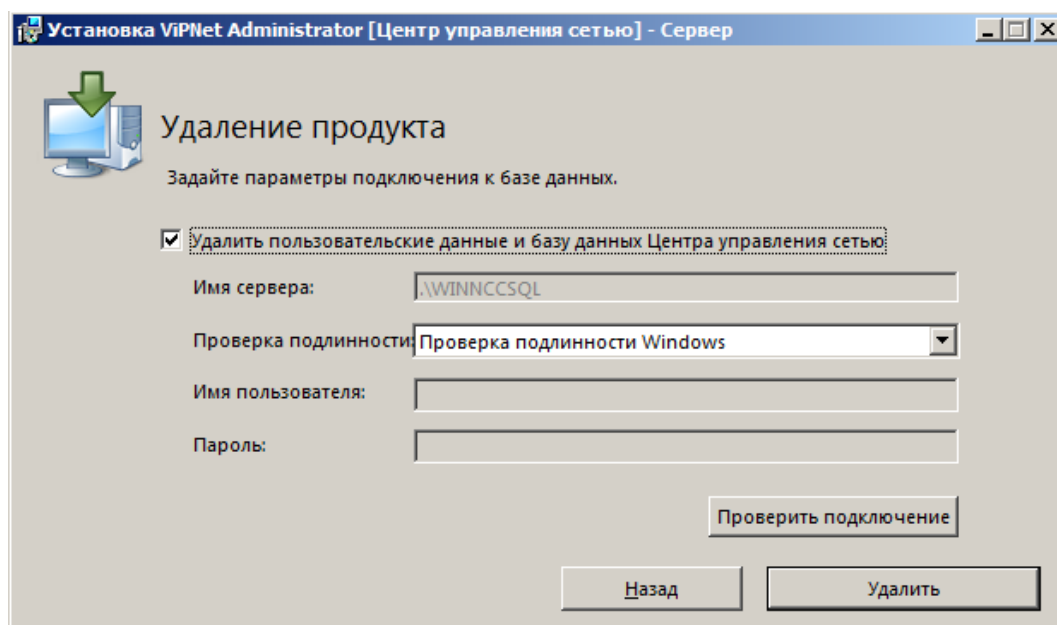 Установка ViPNet Administrator [Центр управления сетью] - Сервер
Удаление продукта
Задайте параметры подключения к базе данных.
Удалить пользовательские данные и базу данных Центра управления сетью
Имя сервера: .\WINNCCSQL
Проверка подлинности: Проверка подлинности Windows
Имя пользователя:
Пароль:
Проверить подключение
Назад Удалить